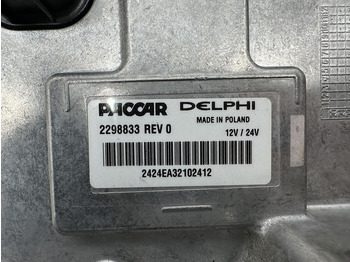 PACCAR DELPHI
MADE IN POLAND
2298833 REV 0
12V / 24V
2424EA32102412